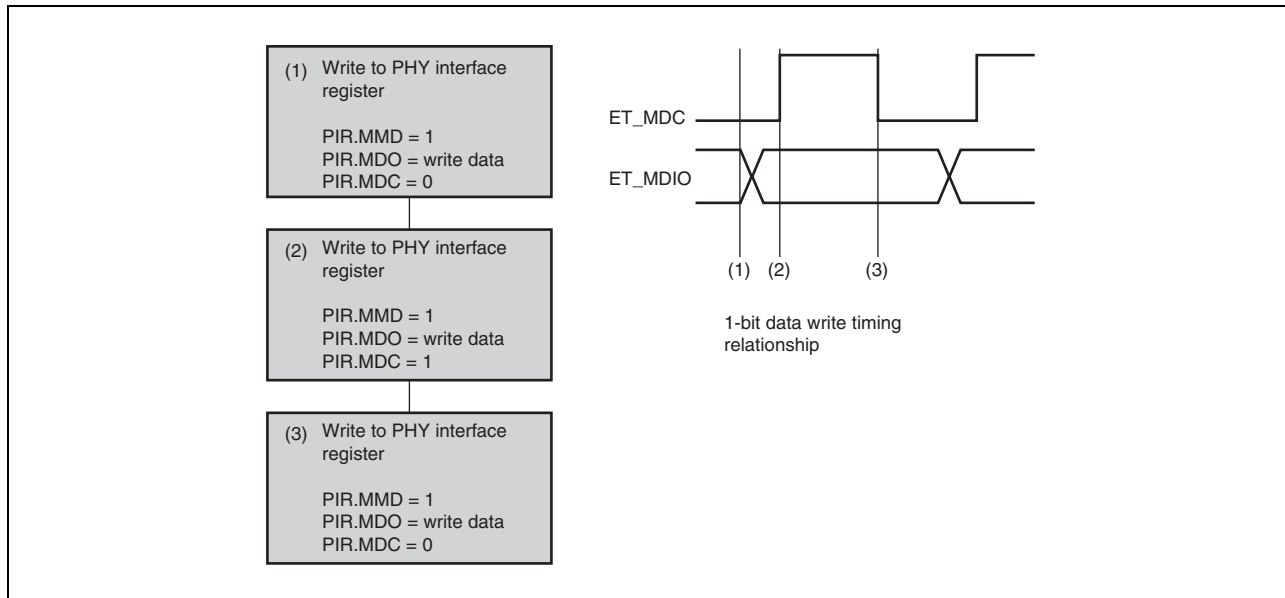 (1) Write to PHY interface
register
PIR.MMD = 1
PIR.MDO = write data
PIR.MDC = 0
(2) Write to PHY interface
register
PIR.MMD = 1
PIR.MDO = write data
PIR.MDC = 1
(3) Write to PHY interface
register
PIR.MMD = 1
PIR.MDO = write data
PIR.MDC = 0
ET_MDC
ET_MDIO
(1) (2) (3)
1-bit data write timing
relationship